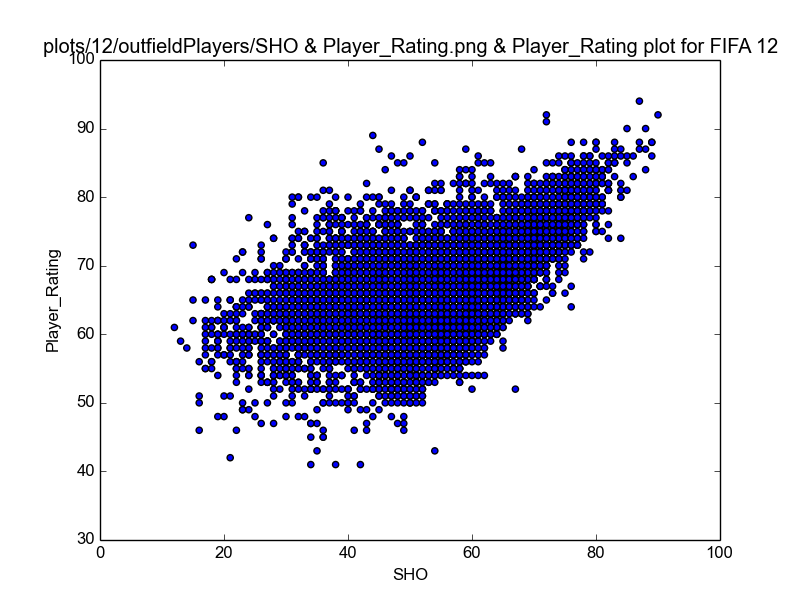 plots/12/outfieldPlayers/SHO & Player_Rating.png & Player_Rating plot for FIFA 12
100
90
80
70
60
50
40
30
Player_Rating
0 20 40 60 80 100
SHO